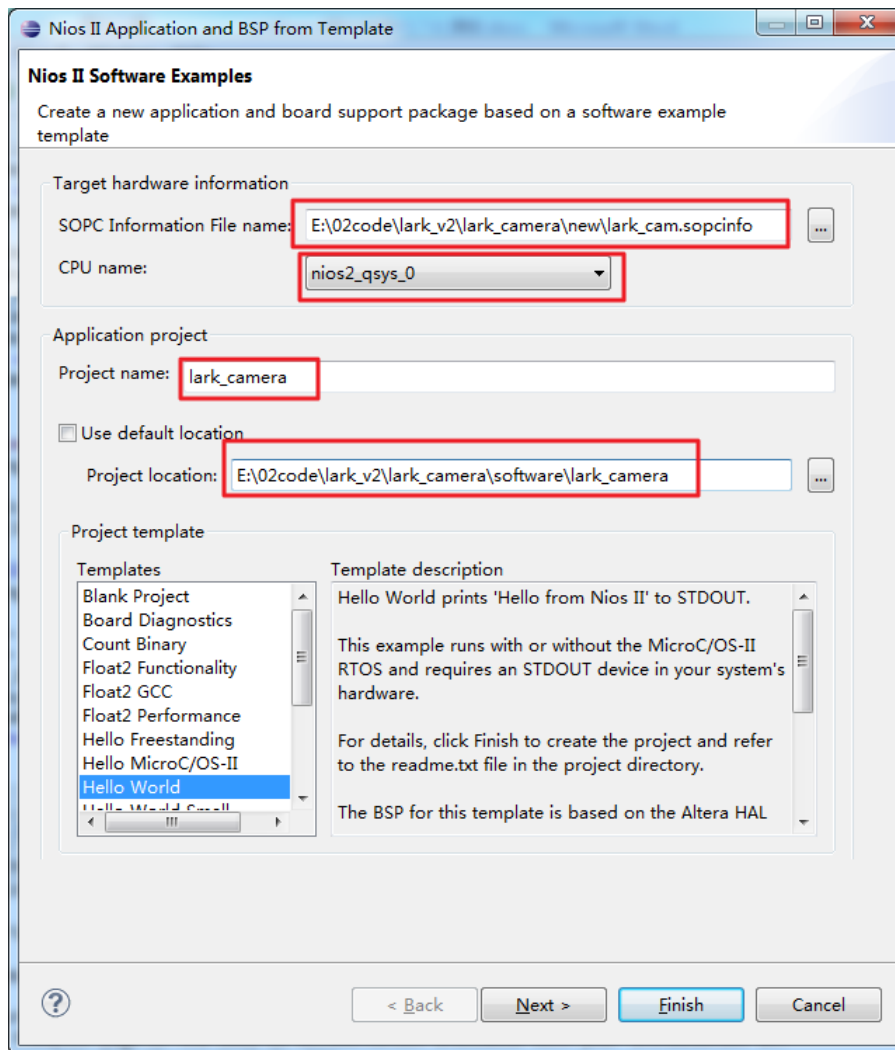 Nios II Application and BSP from Template
Nios II Software Examples
Create a new application and board support package based on a software example
template
Target hardware information
SOPC Information File name: E:\02code\lark_v2\lark_camera\new\lark_cam.sopcinfo ...
CPU name: nios2_qsys_0
Application project
Project name: lark_camera
Use default location
Project location: E:\02code\lark_v2\lark_camera\software\lark_camera ...
Project template
Templates
Blank Project
Board Diagnostics
Count Binary
Float2 Functionality
Float2 GCC
Float2 Performance
Hello Freestanding
Hello MicroC/OS-II
Hello World
Hello World Small
Template description
Hello World prints 'Hello from Nios II' to STDOUT.
This example runs with or without the MicroC/OS-II
RTOS and requires an STDOUT device in your system's
hardware.
For details, click Finish to create the project and refer
to the readme.txt file in the project directory.
The BSP for this template is based on the Altera HAL
? < Back Next > Finish Cancel